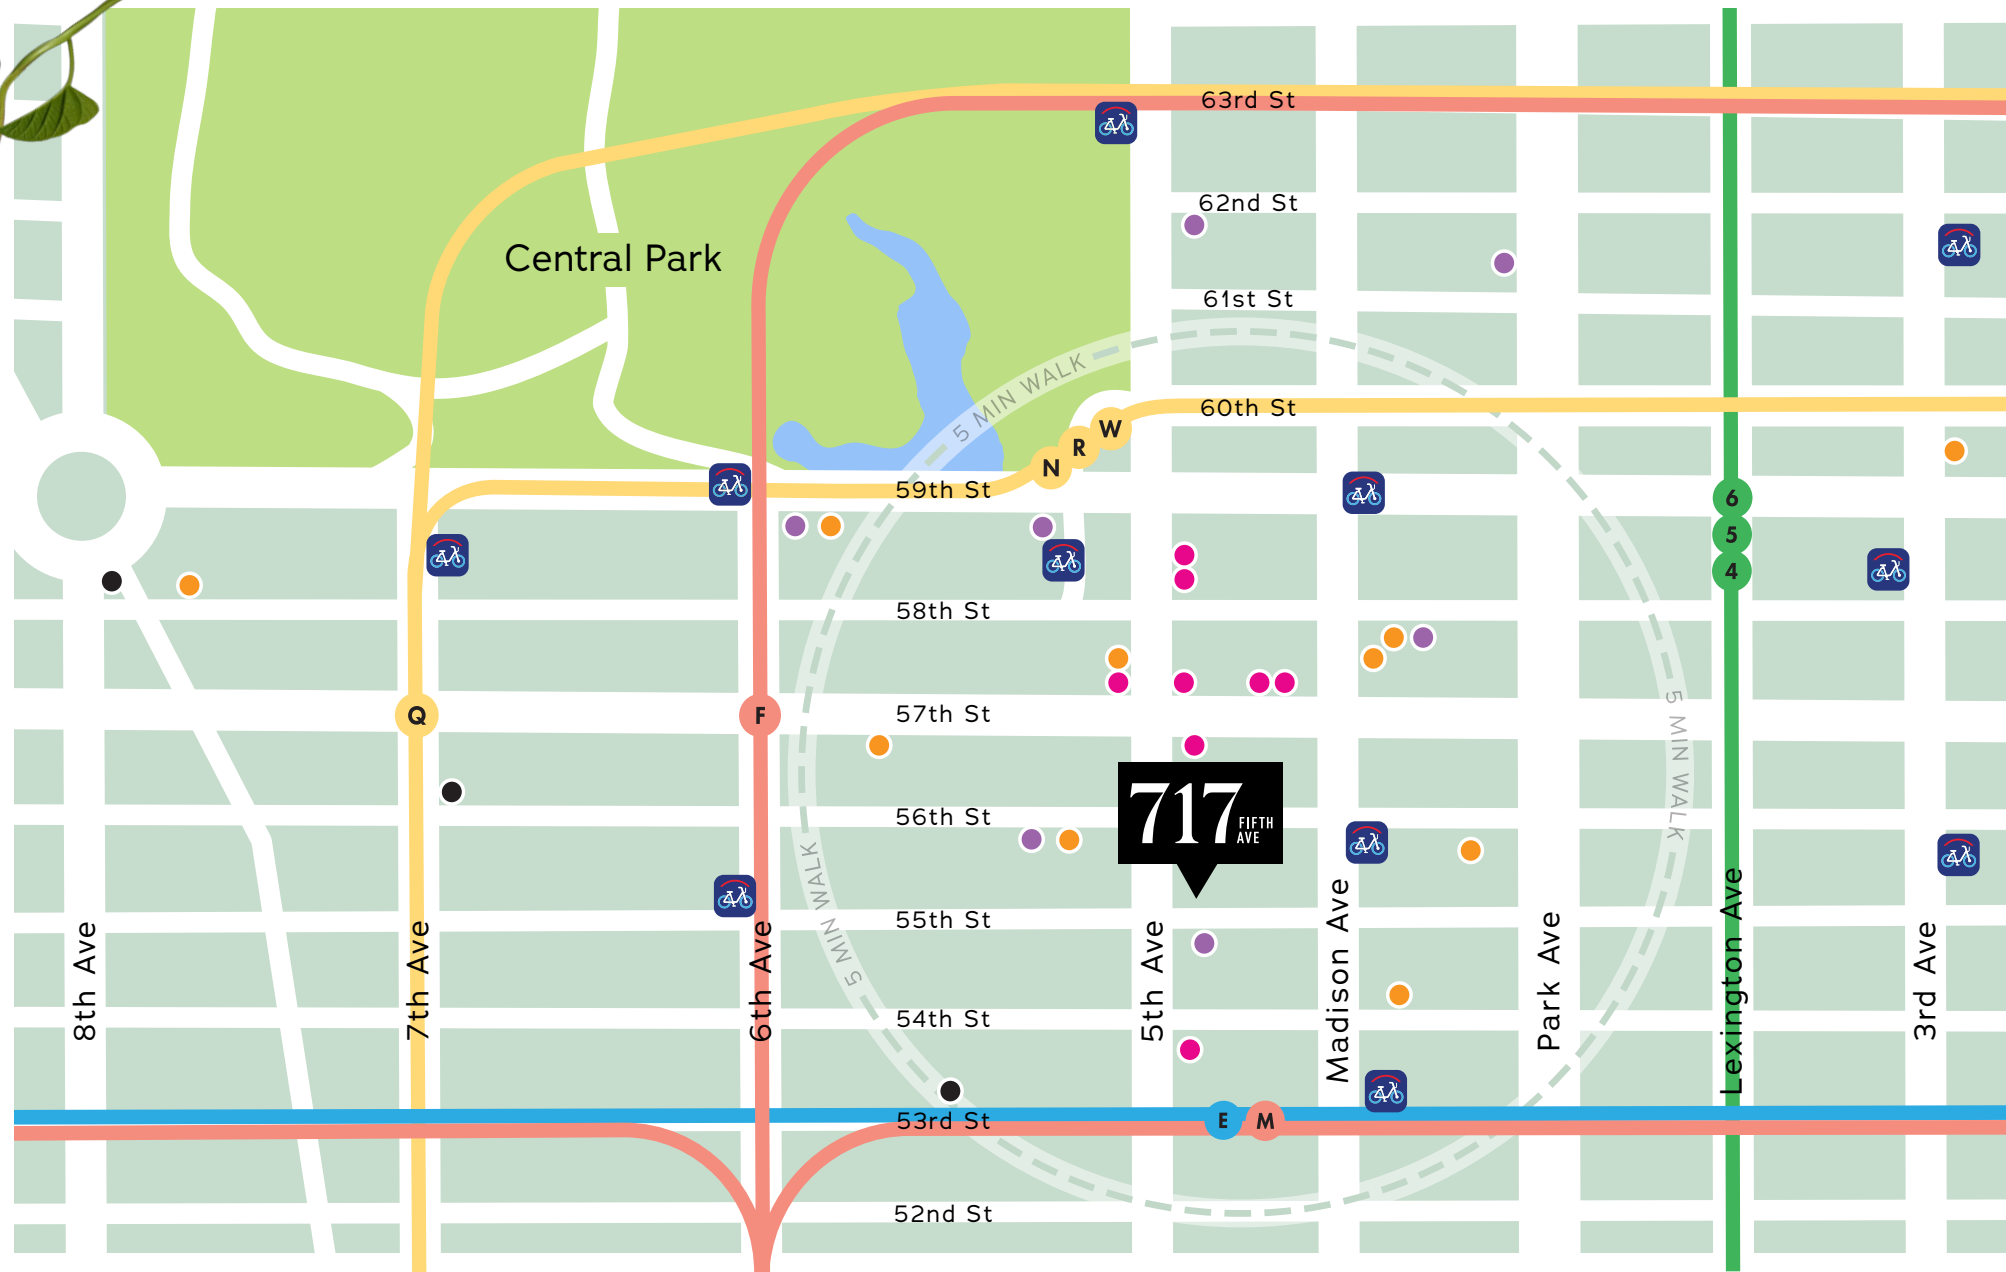 63rd St
62nd St
Central Park
61st St
5 MIN WALK
60th St
W
R
N
59th St
6
5
4
58th St
5 MIN WALK
Q
F
57th St
717 FIFTH AVE
56th St
5 MIN WALK
55th St
8th Ave
7th Ave
6th Ave
5th Ave
Madison Ave
Park Ave
Lexington Ave
3rd Ave
54th St
53rd St
E
M
52nd St